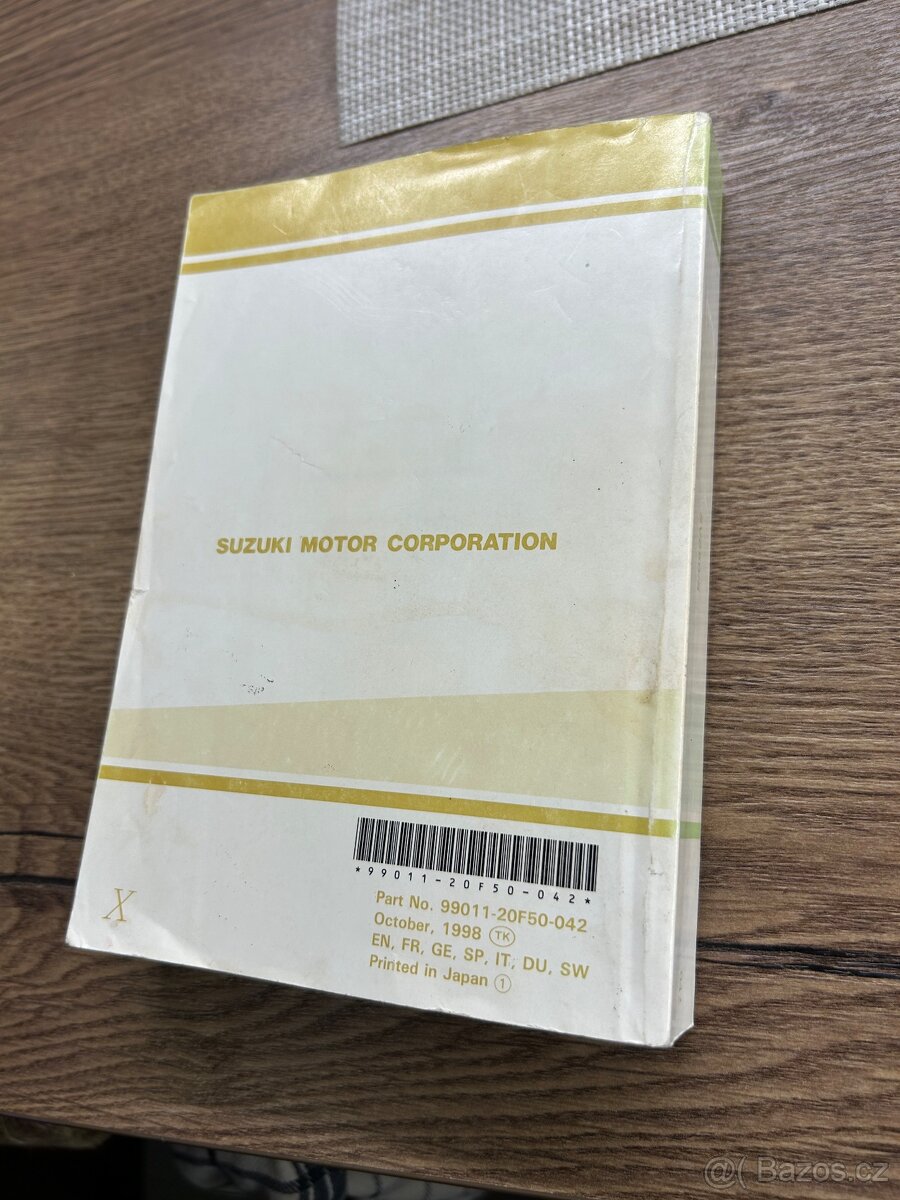 SUZUKI MOTOR CORPORATION
*99011-20F50-042*
Part No. 99011-20F50-042
October, 1998 TK
EN, FR, GE, SP, IT, DU, SW
Printed in Japan 1
X
@( Bazos.cz